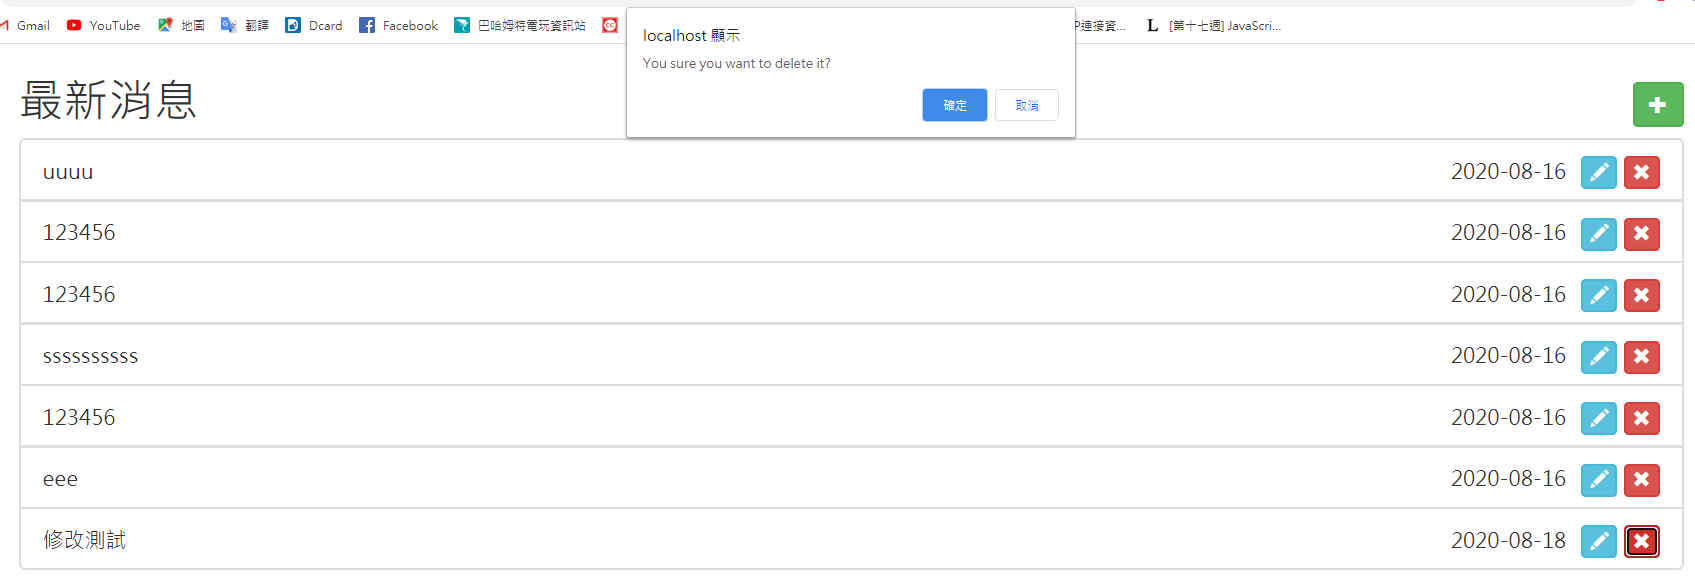 Gmail YouTube 地圖 翻譯 Dcard Facebook 巴哈姆特電玩資訊站 P連接資... [第十七週] JavaScri...
localhost 顯示
You sure you want to delete it?
確定 取消
最新消息
uuuu 2020-08-16
123456 2020-08-16
123456 2020-08-16
ssssssssss 2020-08-16
123456 2020-08-16
eee 2020-08-16
修改測試 2020-08-18